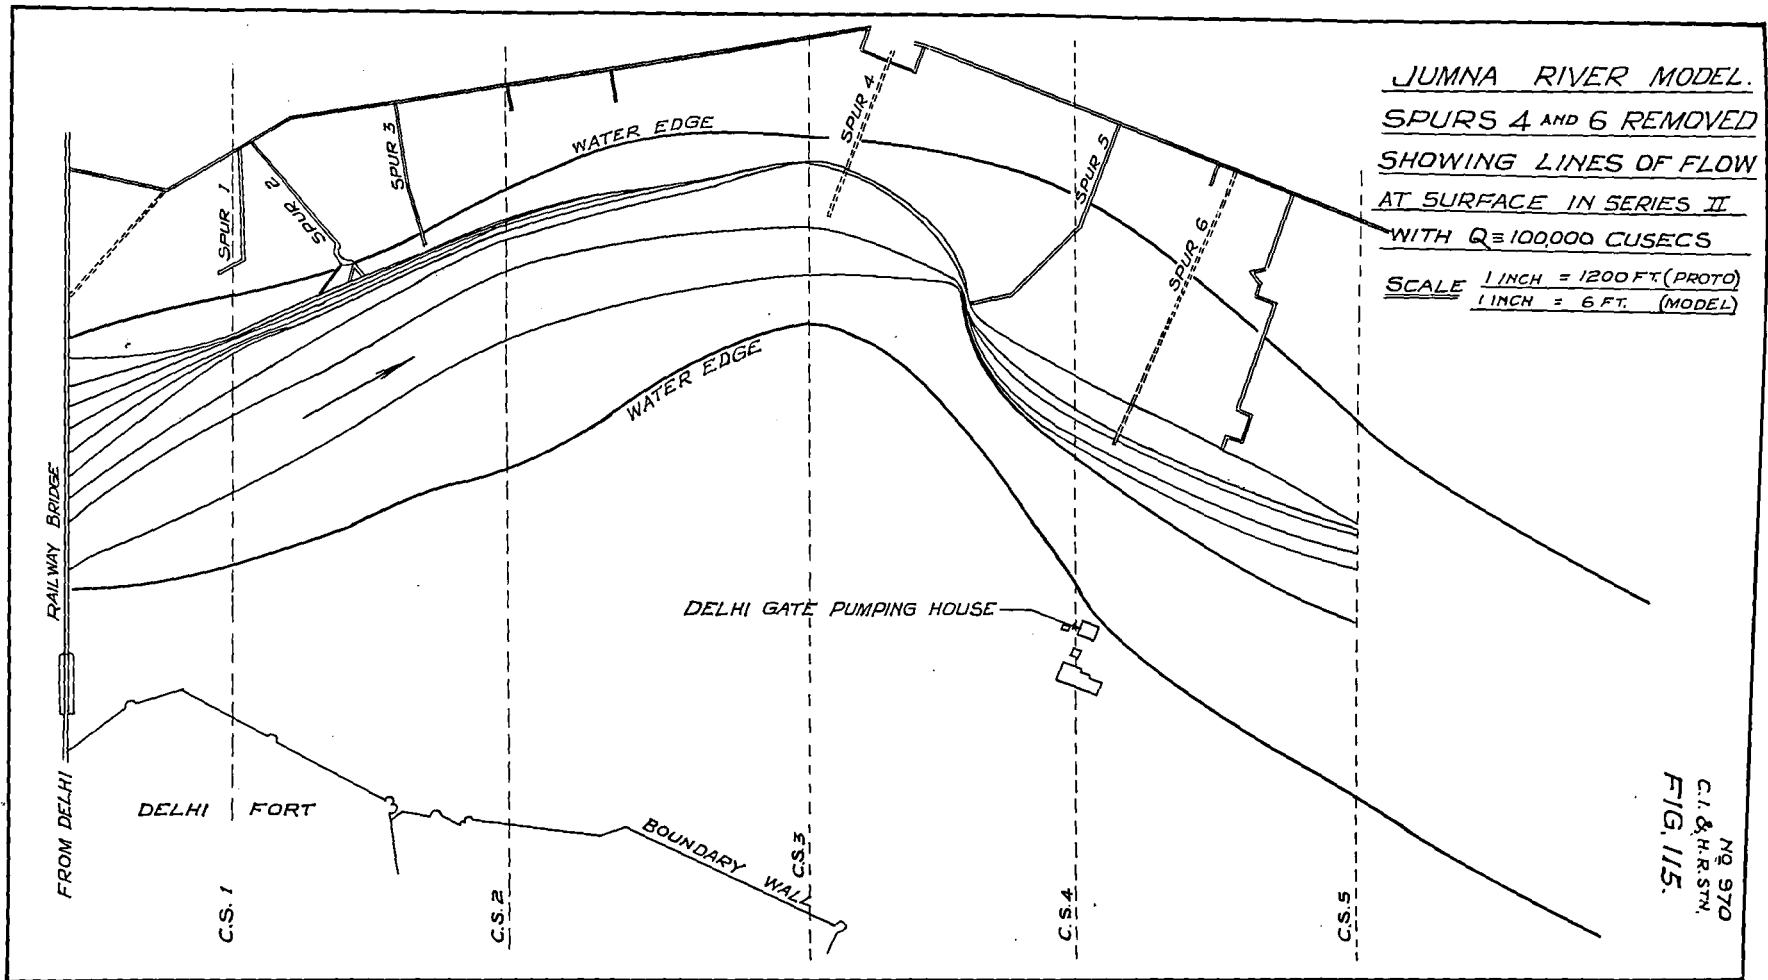 JUMNA RIVER MODEL.
SPURS 4 AND 6 REMOVED
SHOWING LINES OF FLOW
AT SURFACE IN SERIES II
WITH Q = 100,000 CUSECS
SCALE 1 INCH = 1200 FT. (PROTO)
1 INCH = 6 FT. (MODEL)
SPUR 1
SPUR 2
SPUR 3
SPUR 4
SPUR 5
SPUR 6
WATER EDGE
WATER EDGE
RAILWAY BRIDGE
FROM DELHI
DELHI FORT
BOUNDARY WALL
DELHI GATE PUMPING HOUSE
C.S. 1
C.S. 2
C.S. 3
C.S. 4
C.S. 5
NO 970
C.I. & H.R. STN.
FIG. 115.